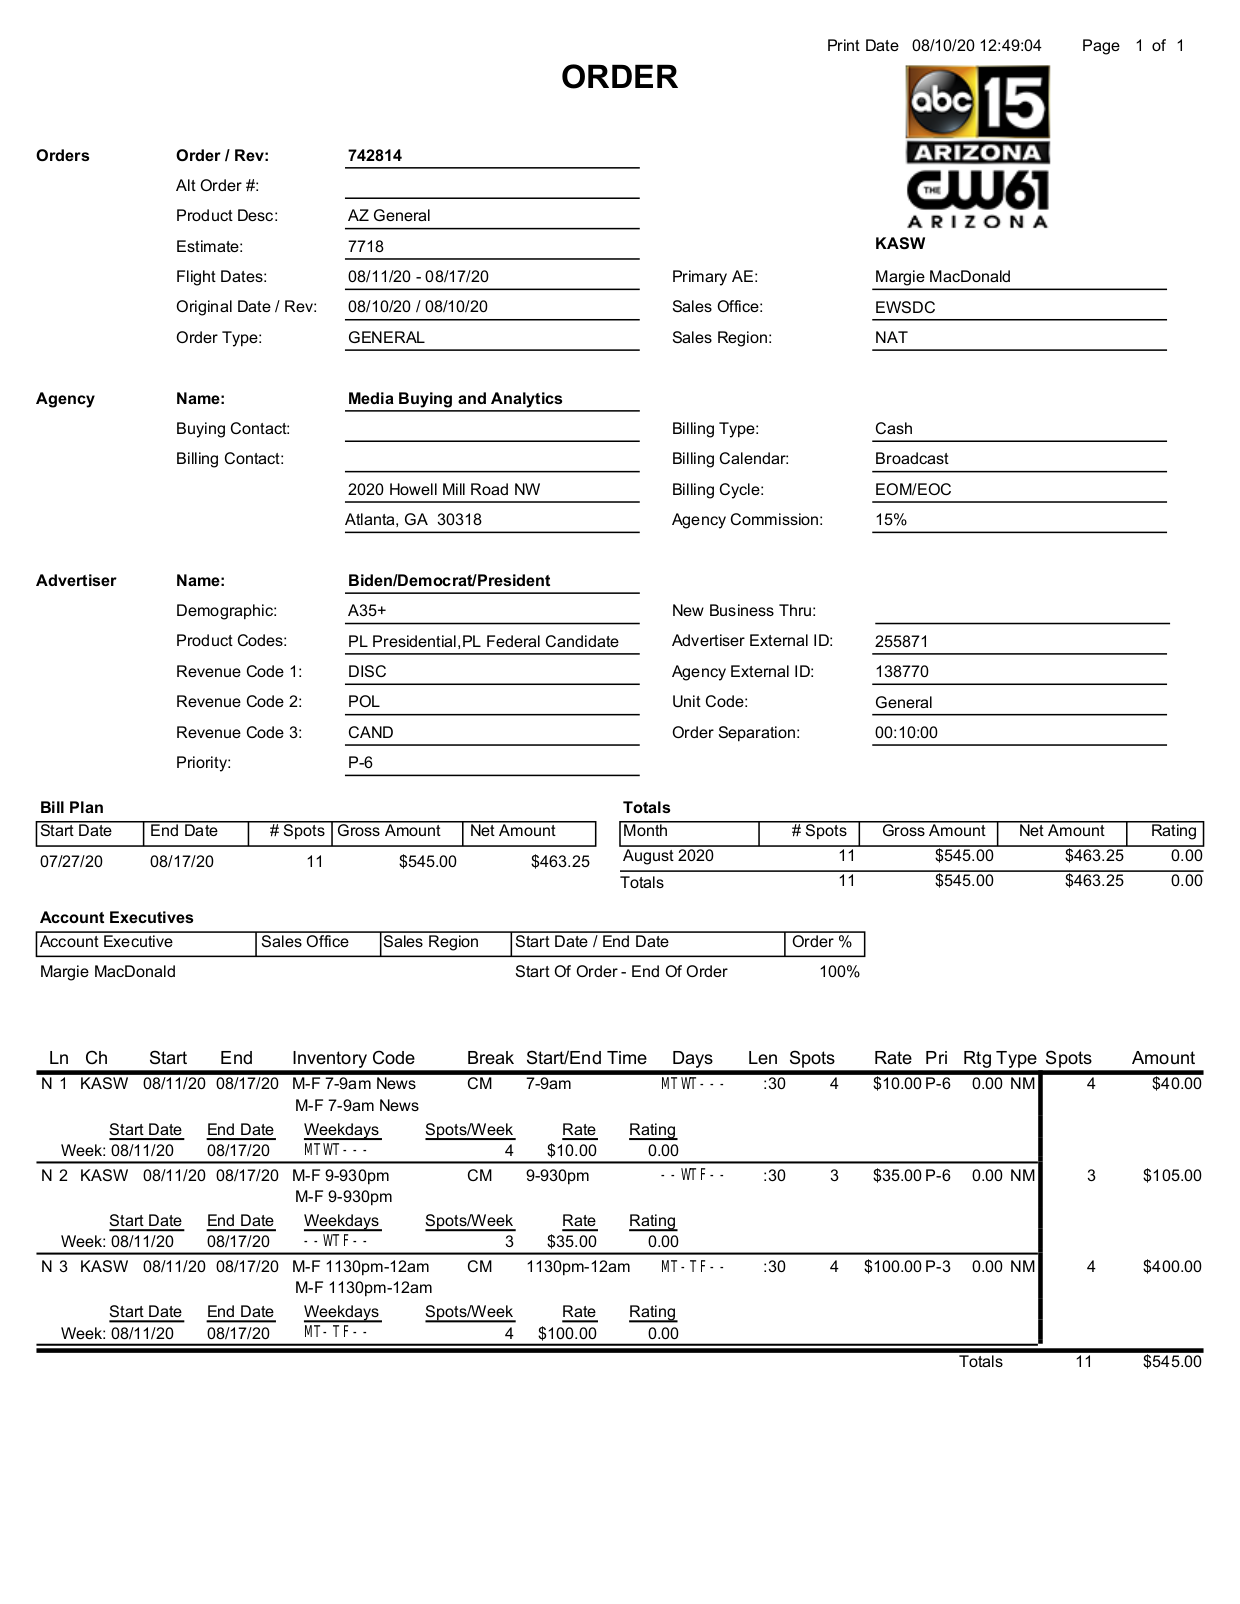 Print Date 08/10/20 12:49:04 Page 1 of 1
ORDER
abc 15
ARIZONA
THE CW61
ARIZONA
Orders Order / Rev: 742814
Alt Order #:
Product Desc: AZ General
KASW
Estimate: 7718
Flight Dates: 08/11/20 - 08/17/20 Primary AE: Margie MacDonald
Original Date / Rev: 08/10/20 / 08/10/20 Sales Office: EWSDC
Order Type: GENERAL Sales Region: NAT
Agency Name: Media Buying and Analytics
Buying Contact: Billing Type: Cash
Billing Contact: Billing Calendar: Broadcast
2020 Howell Mill Road NW Billing Cycle: EOM/EOC
Atlanta, GA 30318 Agency Commission: 15%
Advertiser Name: Biden/Democrat/President
Demographic: A35+ New Business Thru:
Product Codes: PL Presidential,PL Federal Candidate Advertiser External ID: 255871
Revenue Code 1: DISC Agency External ID: 138770
Revenue Code 2: POL Unit Code: General
Revenue Code 3: CAND Order Separation: 00:10:00
Priority: P-6
Bill Plan Totals
Start Date End Date # Spots Gross Amount Net Amount Month # Spots Gross Amount Net Amount Rating
07/27/20 08/17/20 11 $545.00 $463.25 August 2020 11 $545.00 $463.25 0.00
Totals 11 $545.00 $463.25 0.00
Account Executives
Account Executive Sales Office Sales Region Start Date / End Date Order %
Margie MacDonald Start Of Order - End Of Order 100%
Ln Ch Start End Inventory Code Break Start/End Time Days Len Spots Rate Pri Rtg Type Spots Amount
N 1 KASW 08/11/20 08/17/20 M-F 7-9am News CM 7-9am MTWT--- :30 4 $10.00 P-6 0.00 NM 4 $40.00
M-F 7-9am News
Start Date End Date Weekdays Spots/Week Rate Rating
Week: 08/11/20 08/17/20 MTWT--- 4 $10.00 0.00
N 2 KASW 08/11/20 08/17/20 M-F 9-930pm CM 9-930pm --WTF-- :30 3 $35.00 P-6 0.00 NM 3 $105.00
M-F 9-930pm
Start Date End Date Weekdays Spots/Week Rate Rating
Week: 08/11/20 08/17/20 --WTF-- 3 $35.00 0.00
N 3 KASW 08/11/20 08/17/20 M-F 1130pm-12am CM 1130pm-12am MT-TF-- :30 4 $100.00 P-3 0.00 NM 4 $400.00
M-F 1130pm-12am
Start Date End Date Weekdays Spots/Week Rate Rating
Week: 08/11/20 08/17/20 MT-TF-- 4 $100.00 0.00
Totals 11 $545.00